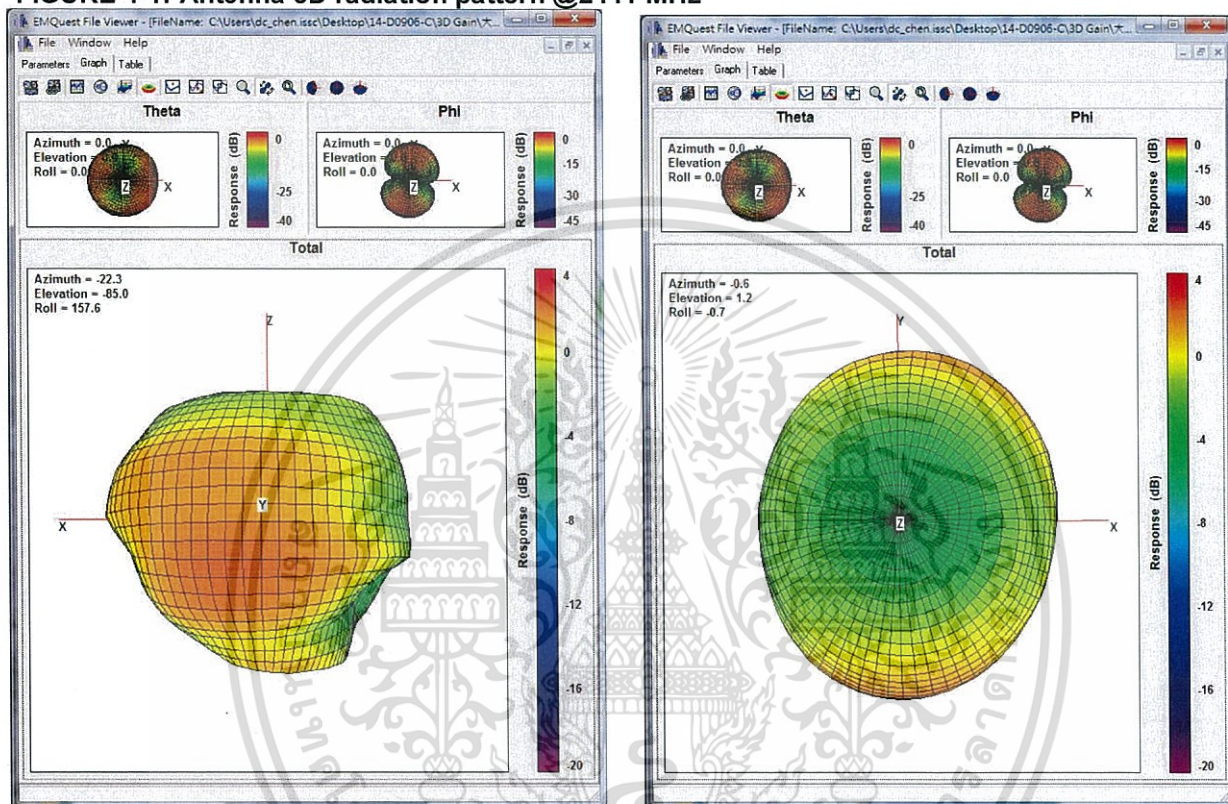 FIGURE 4-4: Antenna 3D radiation pattern @2441 MHz
EMQuest File Viewer - [FileName: C:\Users\dc_chen.issc\Desktop\14-D0906-C\3D Gain\大...
File Window Help
Parameters Graph Table
Theta
Azimuth = 0.0
Elevation =
Roll = 0.0
Z
X
Response (dB)
0
-25
-40
Phi
Azimuth = 0.0
Elevation =
Roll = 0.0
Z
X
Response (dB)
0
-15
-30
-45
Total
Azimuth = -22.3
Elevation = -85.0
Roll = 157.6
Z
Y
X
Response (dB)
4
0
-4
-8
-12
-16
-20
EMQuest File Viewer - [FileName: C:\Users\dc_chen.issc\Desktop\14-D0906-C\3D Gain\大...
File Window Help
Parameters Graph Table
Theta
Azimuth = 0.0
Elevation
Roll = 0.0
Z
X
Response (dB)
0
-25
-40
Phi
Azimuth = 0.0
Elevation =
Roll = 0.0
Z
X
Response (dB)
0
-15
-30
-45
Total
Azimuth = -0.6
Elevation = 1.2
Roll = -0.7
Y
Z
X
Response (dB)
4
0
-4
-8
-12
-16
-20